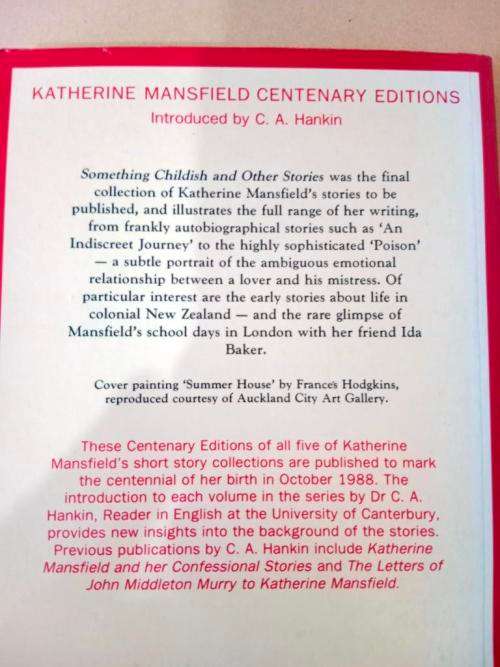 KATHERINE MANSFIELD CENTENARY EDITIONS
Introduced by C. A. Hankin
Something Childish and Other Stories was the final
collection of Katherine Mansfield's stories to be
published, and illustrates the full range of her writing,
from frankly autobiographical stories such as ‘An
Indiscreet Journey’ to the highly sophisticated ‘Poison’
— a subtle portrait of the ambiguous emotional
relationship between a lover and his mistress. Of
particular interest are the early stories about life in
colonial New Zealand — and the rare glimpse of
Mansfield's school days in London with her friend Ida
Baker.
Cover painting ‘Summer House’ by Frances Hodgkins,
reproduced courtesy of Auckland City Art Gallery.
These Centenary Editions of all five of Katherine
Mansfield's short story collections are published to mark
the centennial of her birth in October 1988. The
introduction to each volume in the series by Dr C. A.
Hankin, Reader in English at the University of Canterbury,
provides new insights into the background of the stories.
Previous publications by C. A. Hankin include Katherine
Mansfield and her Confessional Stories and The Letters of
John Middleton Murry to Katherine Mansfield.